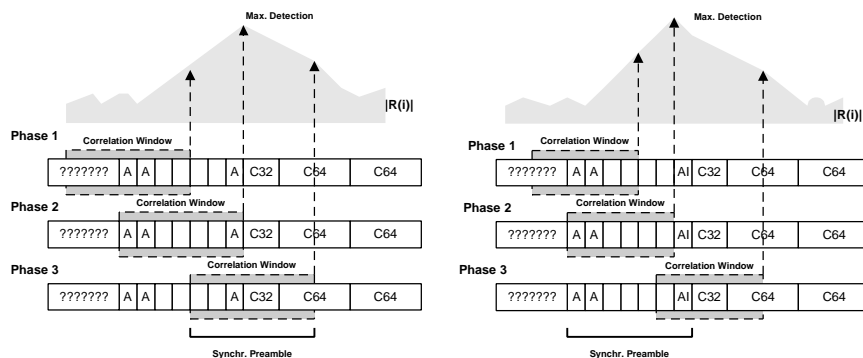 Max. Detection
|R(i)|
Phase 1
Correlation Window
??????? A A A C32 C64 C64
Phase 2
Correlation Window
??????? A A A C32 C64 C64
Phase 3
Correlation Window
??????? A A A C32 C64 C64
Synchr. Preamble
Max. Detection
|R(i)|
Phase 1
Correlation Window
??????? A A AI C32 C64 C64
Phase 2
Correlation Window
??????? A A AI C32 C64 C64
Phase 3
Correlation Window
??????? A A AI C32 C64 C64
Synchr. Preamble